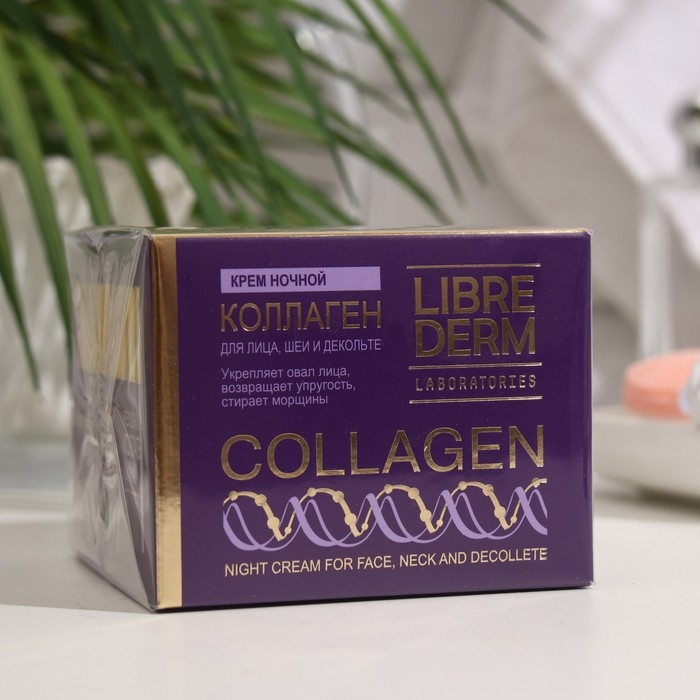 КРЕМ НОЧНОЙ
КОЛЛАГЕН
ДЛЯ ЛИЦА, ШЕИ И ДЕКОЛЬТЕ
Укрепляет овал лица,
возвращает упругость,
стирает морщины
LIBRE
DERM
LABORATORIES
COLLAGEN
NIGHT CREAM FOR FACE, NECK AND DECOLLETE